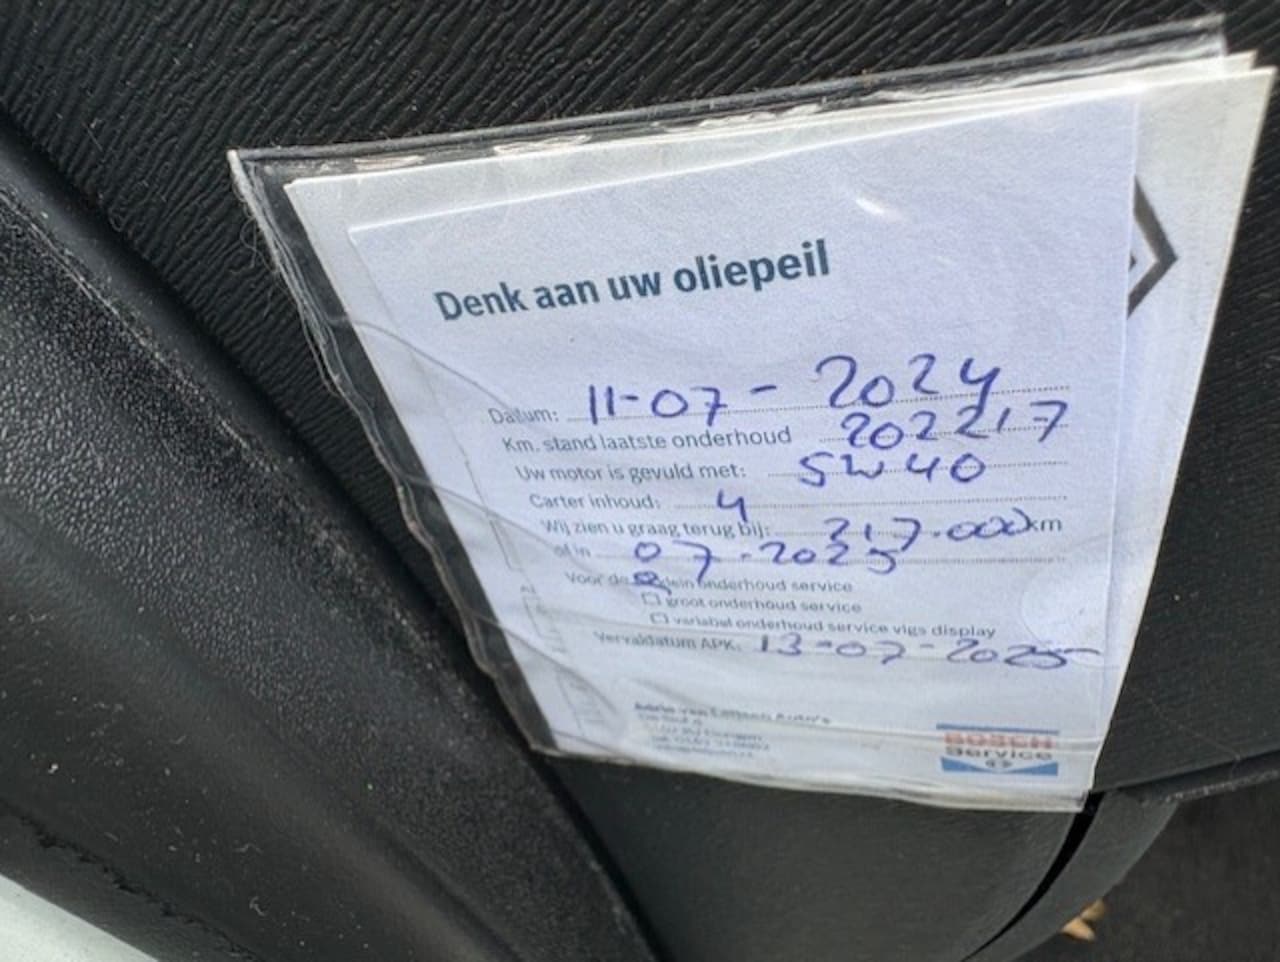 Denk aan uw oliepeil
Datum: 11-07-2024
Km. stand laatste onderhoud 202217
Uw motor is gevuld met: 5W40
Carter inhoud: 4
Wij zien u graag terug bij: 217.000 km
of in 07-2025
Voor de klein onderhoud service
groot onderhoud service
variabel onderhoud service vlgs display
Vervaldatum APK: 13-07-2025
Auto's
BOSCH
Service